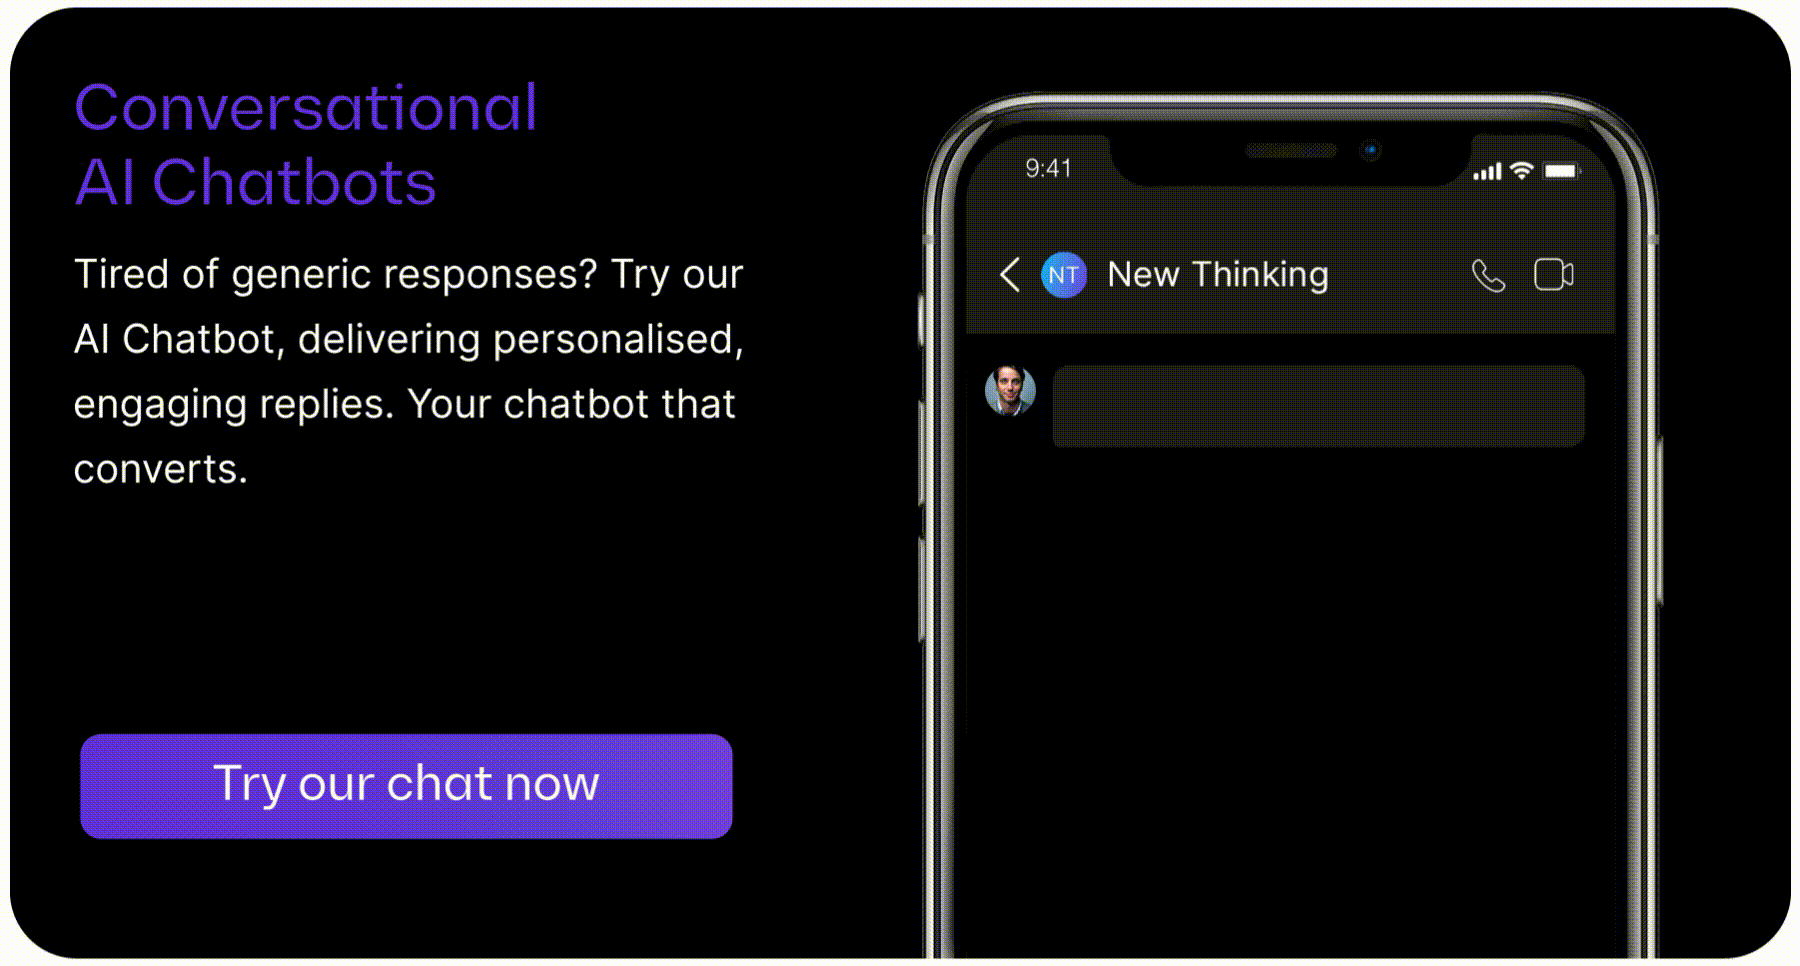 Conversational
AI Chatbots
Tired of generic responses? Try our
AI Chatbot, delivering personalised,
engaging replies. Your chatbot that
converts.
Try our chat now
9:41
NT New Thinking